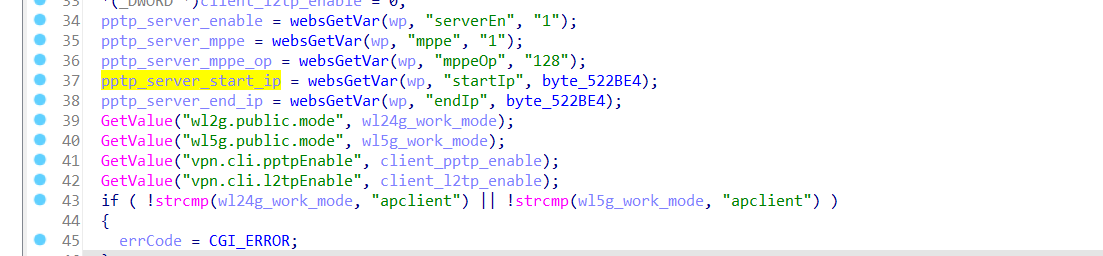 33 *(_DWORD *)client_l2tp_enable = 0;
34 pptp_server_enable = websGetVar(wp, "serverEn", "1");
35 pptp_server_mppe = websGetVar(wp, "mppe", "1");
36 pptp_server_mppe_op = websGetVar(wp, "mppeOp", "128");
37 pptp_server_start_ip = websGetVar(wp, "startIp", byte_522BE4);
38 pptp_server_end_ip = websGetVar(wp, "endIp", byte_522BE4);
39 GetValue("wl2g.public.mode", wl24g_work_mode);
40 GetValue("wl5g.public.mode", wl5g_work_mode);
41 GetValue("vpn.cli.pptpEnable", client_pptp_enable);
42 GetValue("vpn.cli.l2tpEnable", client_l2tp_enable);
43 if ( !strcmp(wl24g_work_mode, "apclient") || !strcmp(wl5g_work_mode, "apclient") )
44 {
45 errCode = CGI_ERROR;